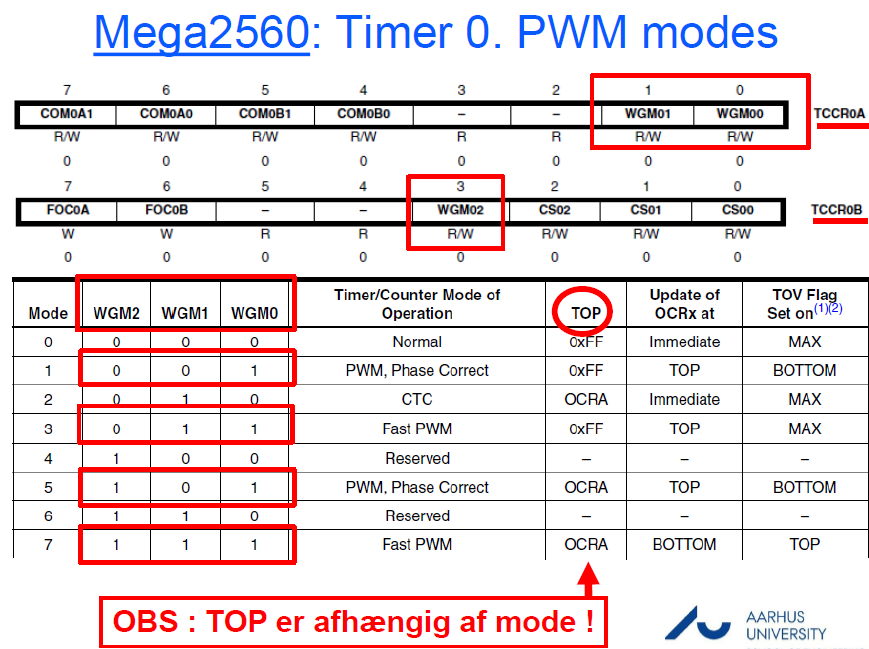 Mega2560: Timer 0. PWM modes
7 6 5 4 3 2 1 0
COM0A1 COM0A0 COM0B1 COM0B0 – – WGM01 WGM00 TCCR0A
R/W R/W R/W R/W R R R/W R/W
0 0 0 0 0 0 0 0
7 6 5 4 3 2 1 0
FOC0A FOC0B – – WGM02 CS02 CS01 CS00 TCCR0B
W W R R R/W R/W R/W R/W
0 0 0 0 0 0 0 0
Mode WGM2 WGM1 WGM0 Timer/Counter Mode of Operation TOP Update of OCRx at TOV Flag Set on(1)(2)
0 0 0 0 Normal 0xFF Immediate MAX
1 0 0 1 PWM, Phase Correct 0xFF TOP BOTTOM
2 0 1 0 CTC OCRA Immediate MAX
3 0 1 1 Fast PWM 0xFF TOP MAX
4 1 0 0 Reserved – – –
5 1 0 1 PWM, Phase Correct OCRA TOP BOTTOM
6 1 1 0 Reserved – – –
7 1 1 1 Fast PWM OCRA BOTTOM TOP
OBS : TOP er afhængig af mode !
AARHUS
UNIVERSITY